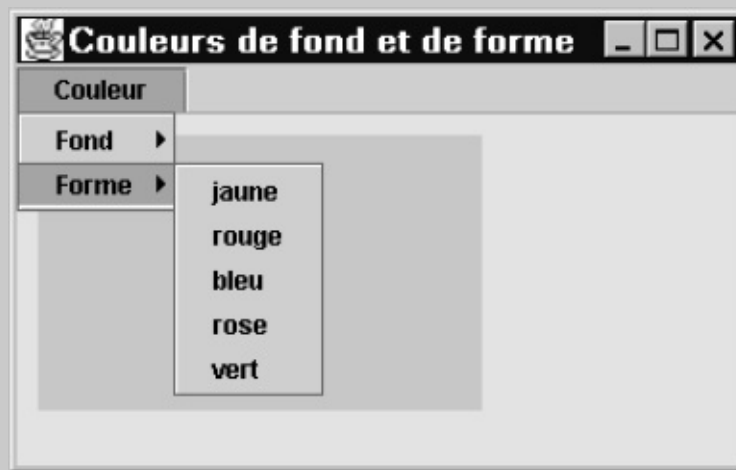 Couleurs de fond et de forme
Couleur
Fond
Forme
jaune
rouge
bleu
rose
vert